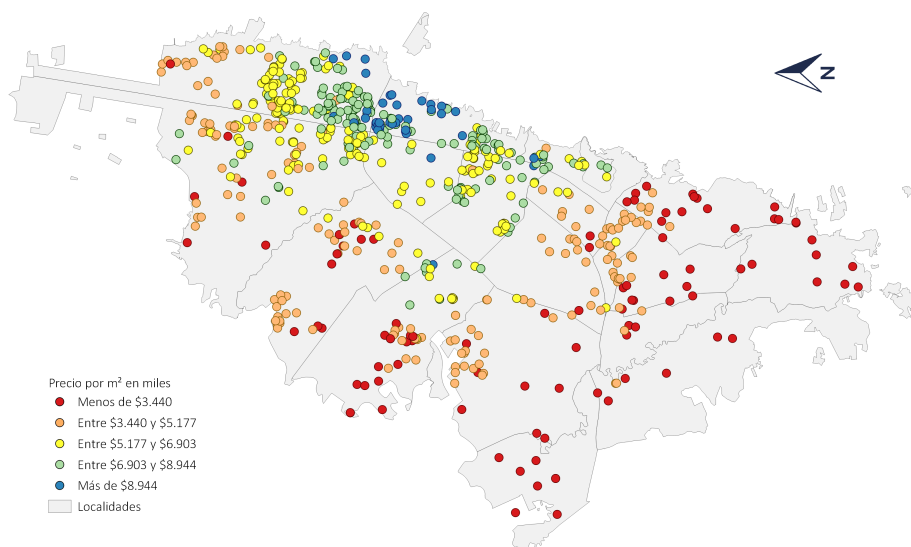 N
Precio por m² en miles
Menos de $3.440
Entre $3.440 y $5.177
Entre $5.177 y $6.903
Entre $6.903 y $8.944
Más de $8.944
Localidades